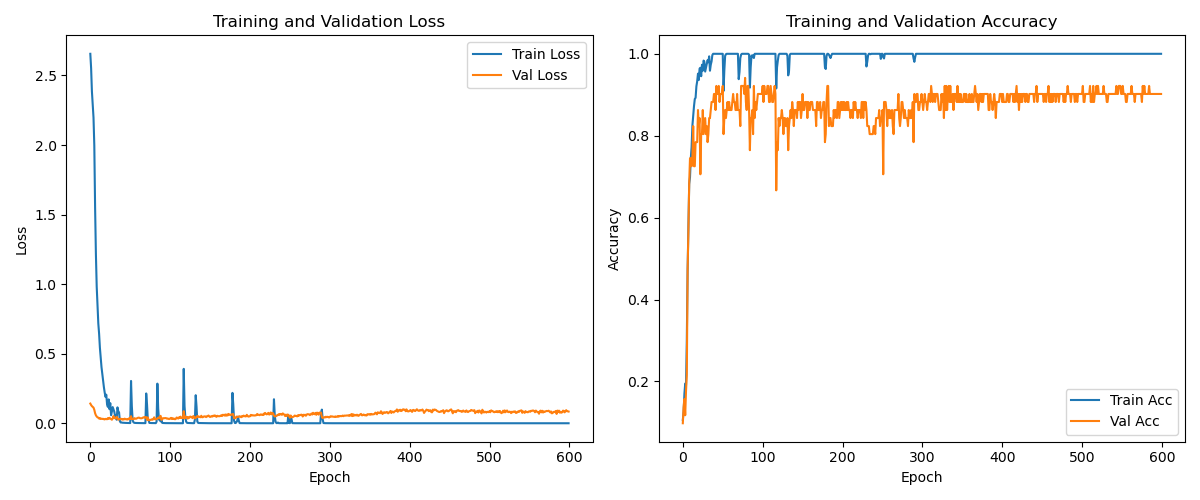 Training and Validation Loss
Train Loss
Val Loss
2.5
2.0
1.5
1.0
0.5
0.0
Loss
0 100 200 300 400 500 600
Epoch
Training and Validation Accuracy
1.0
0.8
0.6
0.4
0.2
Accuracy
Train Acc
Val Acc
0 100 200 300 400 500 600
Epoch